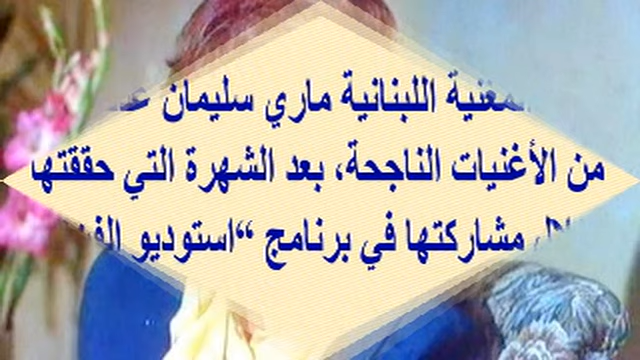 المغنية اللبنانية ماري سليمان
من الأغنيات الناجحة، بعد الشهرة التي حققتها
مشاركتها في برنامج “استوديو